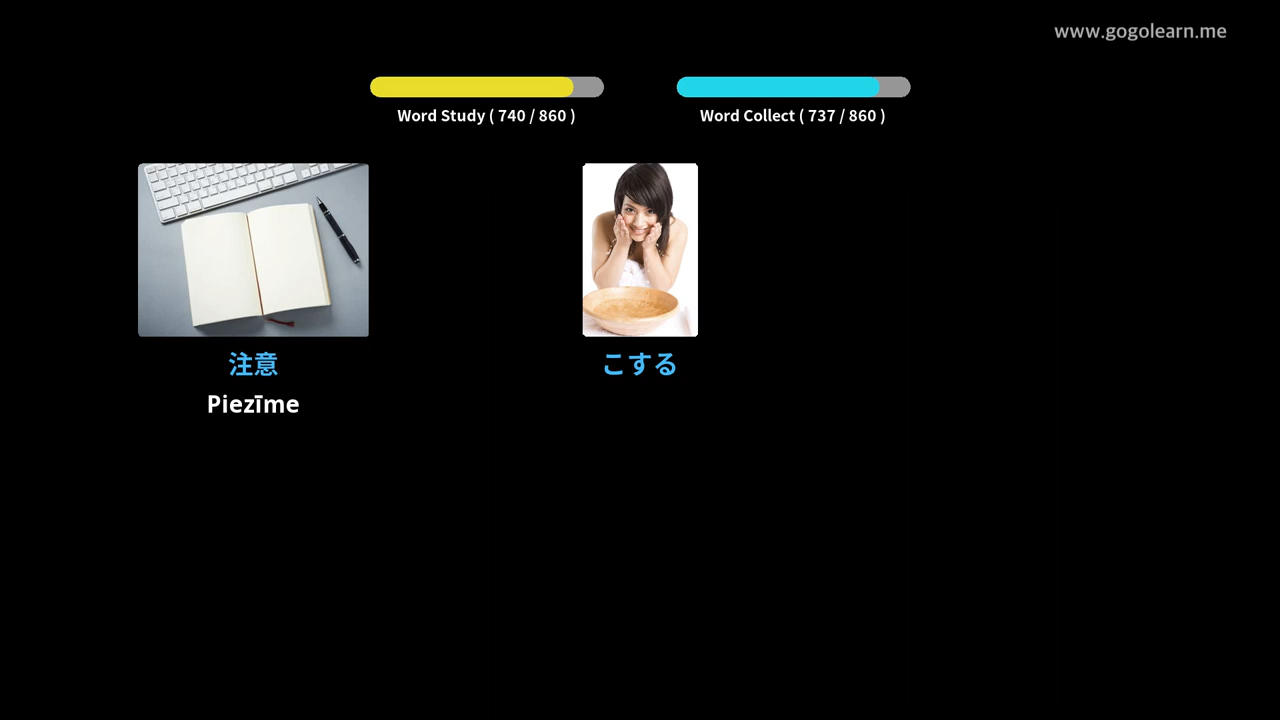 www.gogolearn.me
Word Study ( 740 / 860 )
Word Collect ( 737 / 860 )
注意
こする
Piezīme